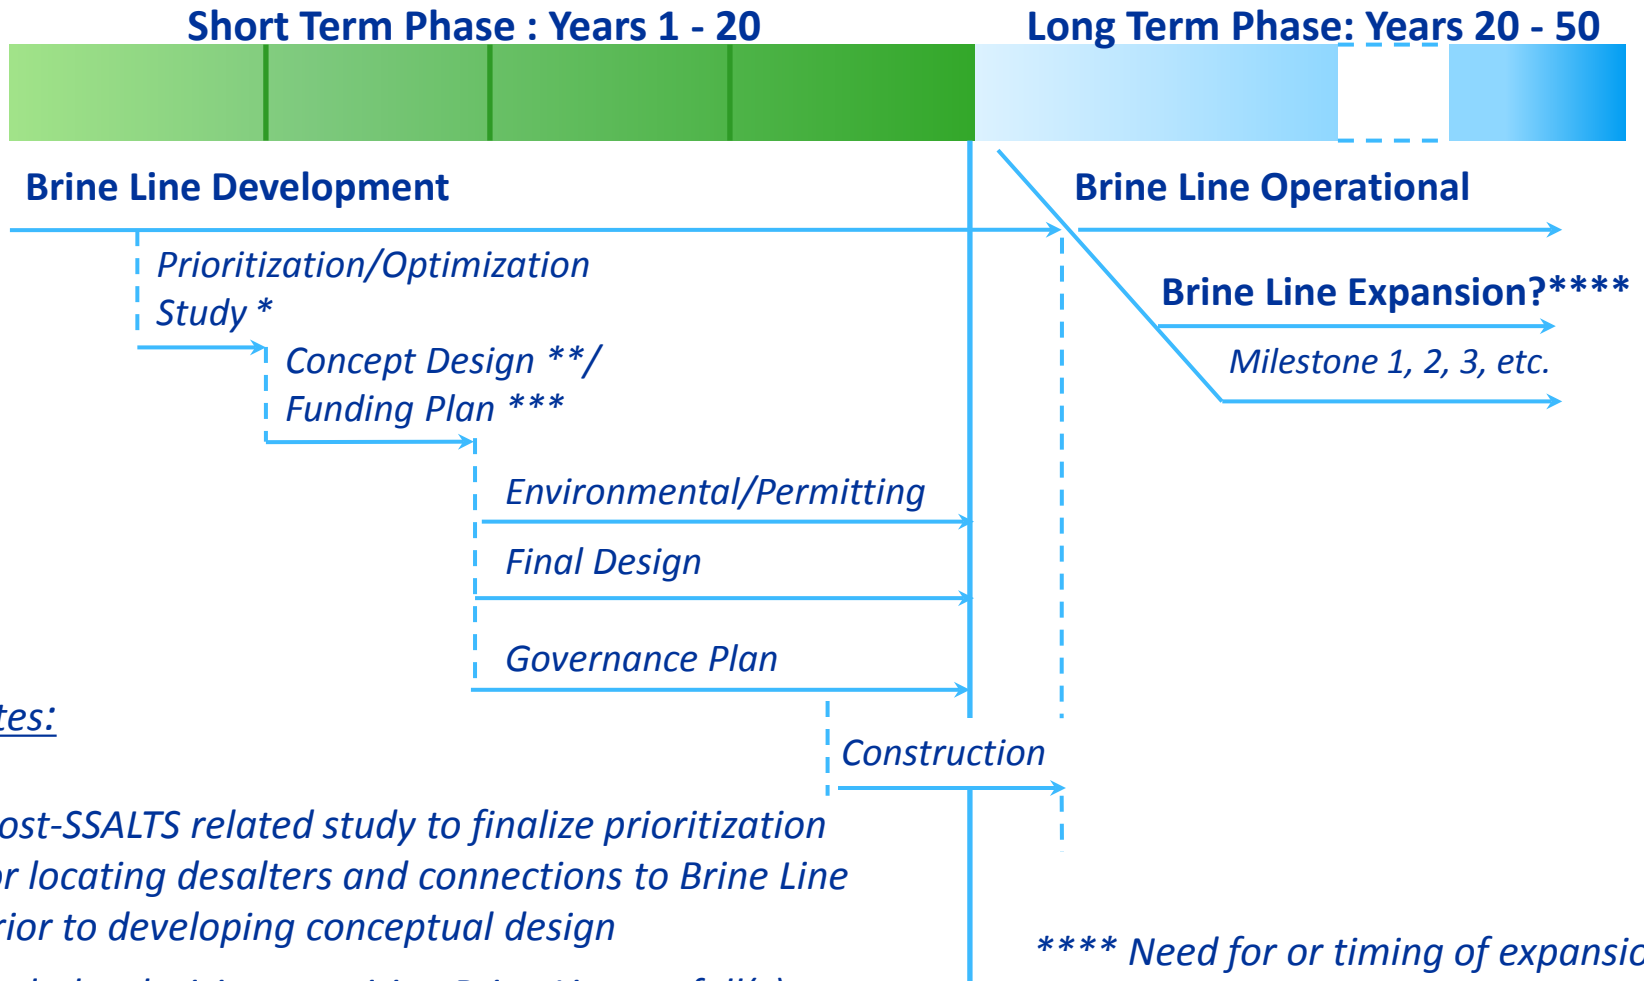 Short Term Phase : Years 1 - 20
Long Term Phase: Years 20 - 50
Brine Line Development
Brine Line Operational
Prioritization/Optimization
Study *
Brine Line Expansion?****
Concept Design **/
Funding Plan ***
Milestone 1, 2, 3, etc.
Environmental/Permitting
Final Design
Governance Plan
Construction
tes:
ost-SSALTS related study to finalize prioritization
or locating desalters and connections to Brine Line
rior to developing conceptual design
**** Need for or timing of expansio
Brine Line